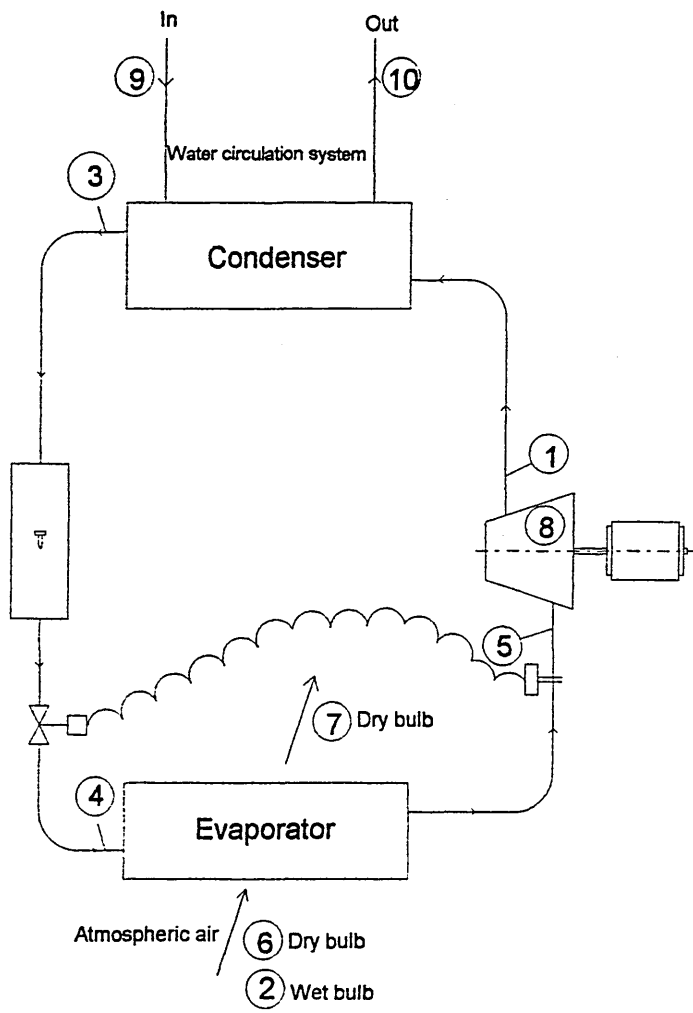 In
Out
9
10
Water circulation system
3
Condenser
1
8
5
7 Dry bulb
4
Evaporator
Atmospheric air
6 Dry bulb
2 Wet bulb